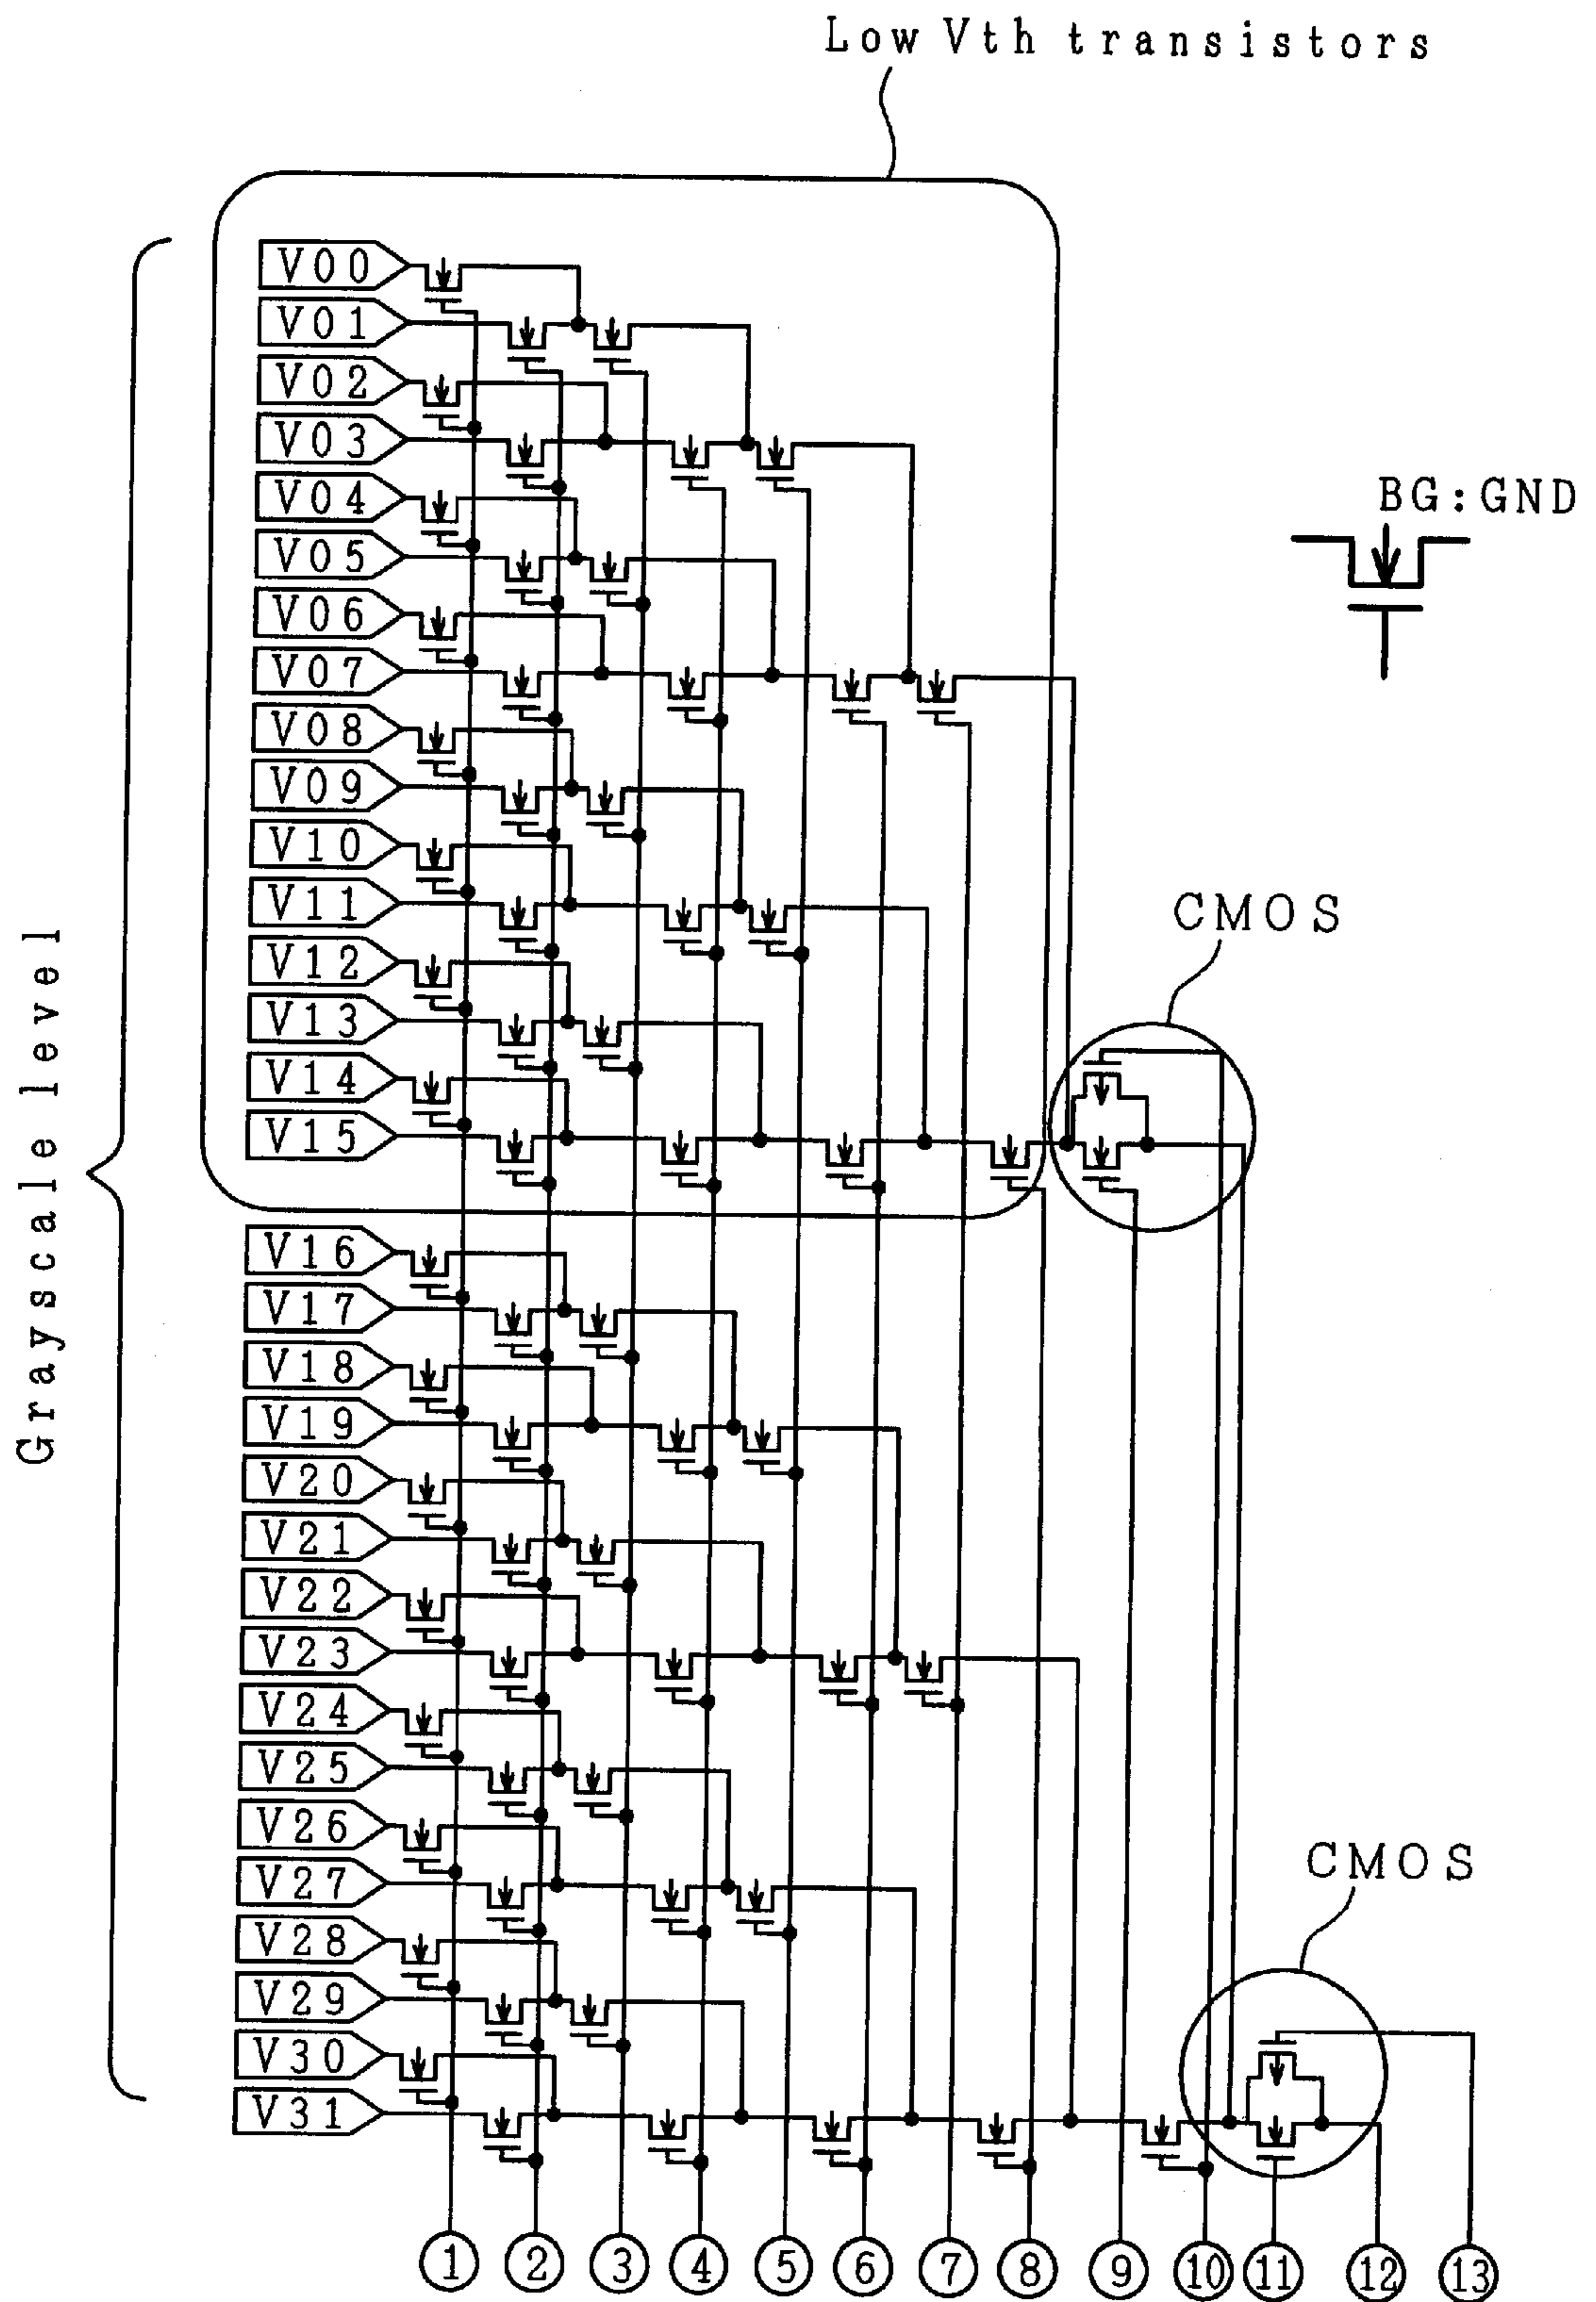 Low Vth transistors
V00
V01
V02
V03
V04
BG:GND
V05
V06
V07
V08
V09
V10
V11
CMOS
V12
V13
V14
V15
Grayscale level
V16
V17
V18
V19
V20
V21
V22
V23
V24
V25
V26
V27
CMOS
V28
V29
V30
V31
① ② ③ ④ ⑤ ⑥ ⑦ ⑧ ⑨ ⑩ ⑪ ⑫ ⑬